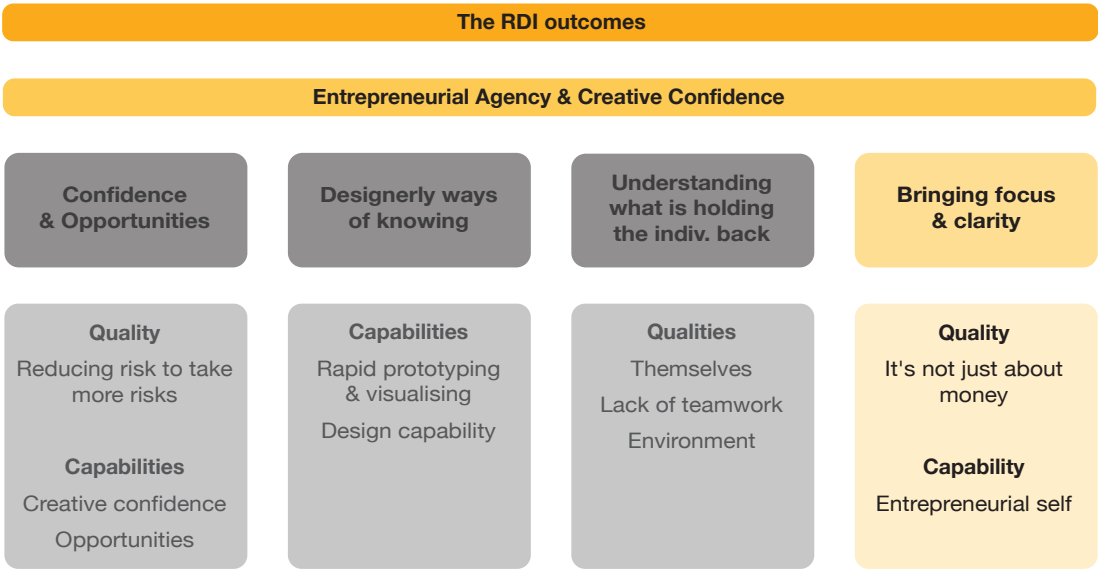 The RDI outcomes
Entrepreneurial Agency & Creative Confidence
Confidence
& Opportunities
Designerly ways
of knowing
Understanding
what is holding
the indiv. back
Bringing focus
& clarity
Quality
Reducing risk to take
more risks
Capabilities
Creative confidence
Opportunities
Capabilities
Rapid prototyping
& visualising
Design capability
Qualities
Themselves
Lack of teamwork
Environment
Quality
It's not just about
money
Capability
Entrepreneurial self